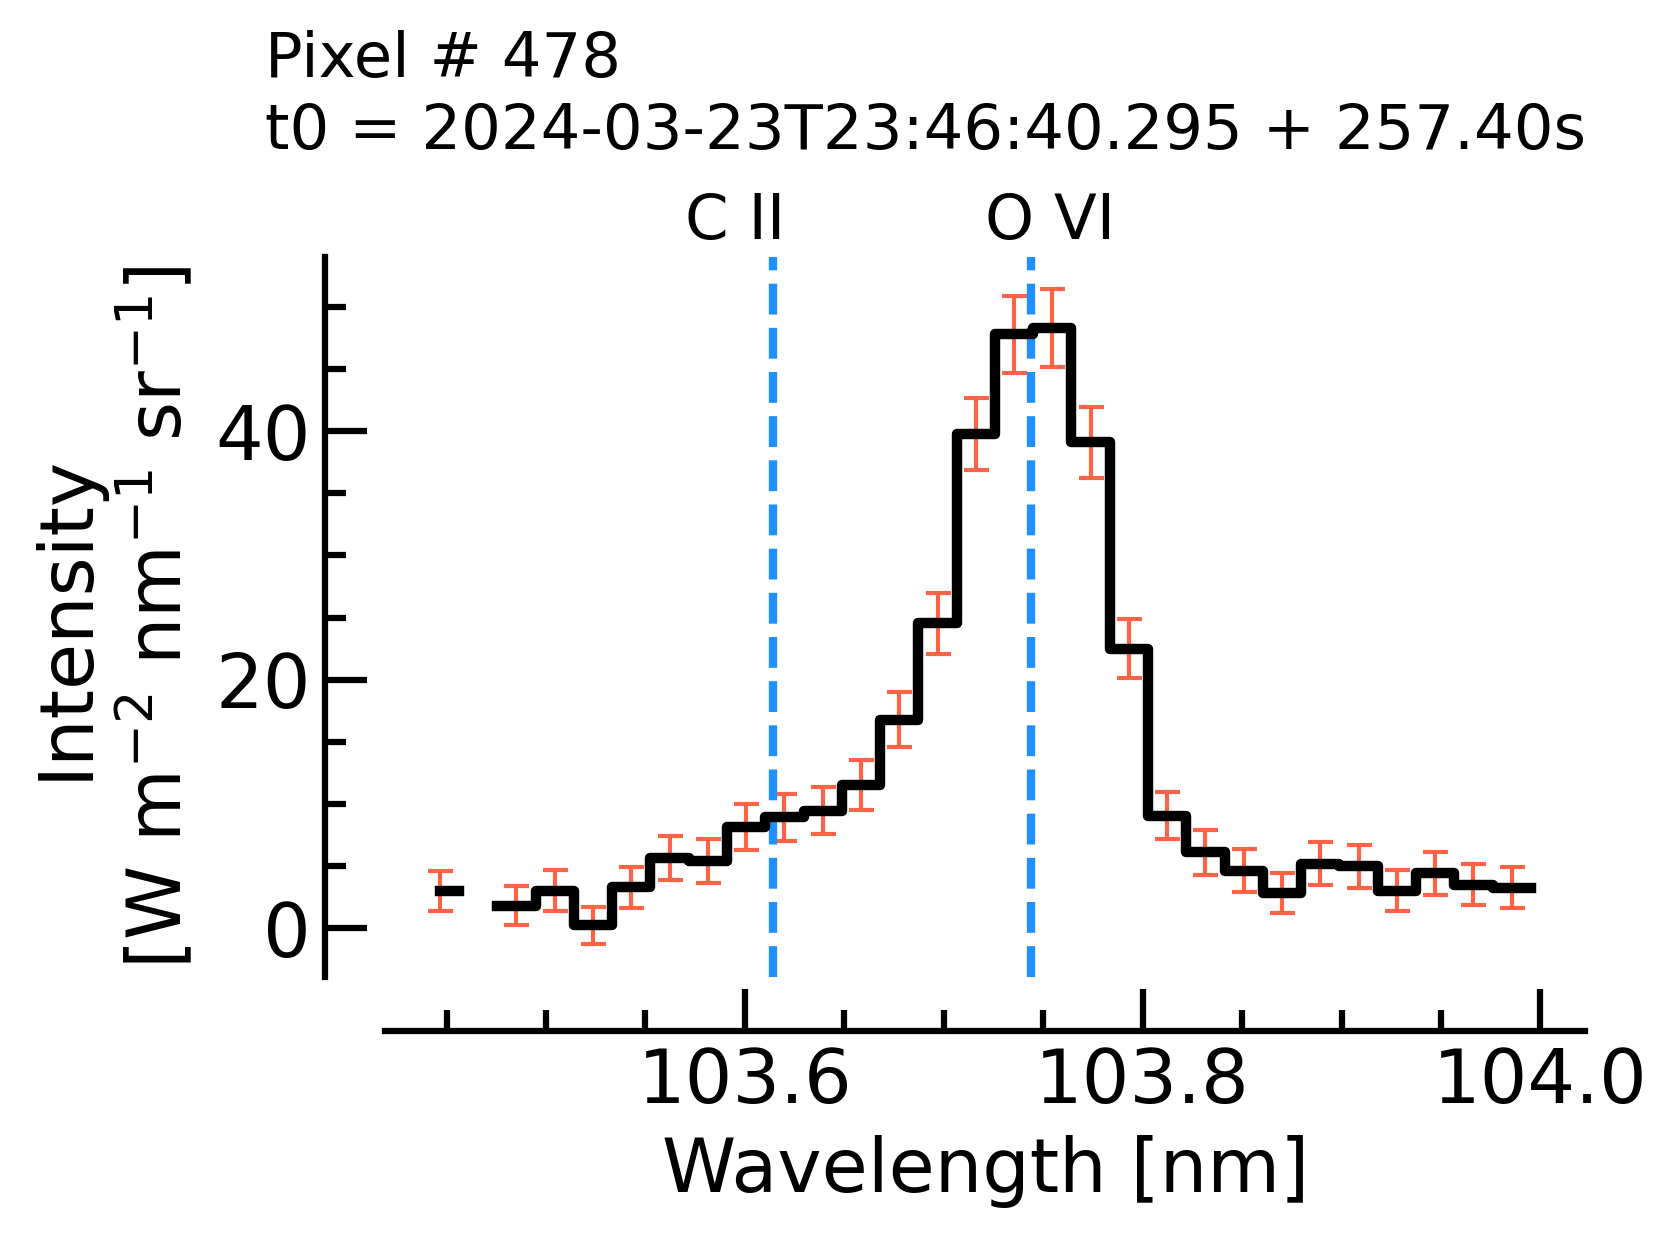 Pixel # 478
t0 = 2024-03-23T23:46:40.295 + 257.40s
C II O VI
Intensity
[W m⁻² nm⁻¹ sr⁻¹]
40
20
0
103.6 103.8 104.0
Wavelength [nm]